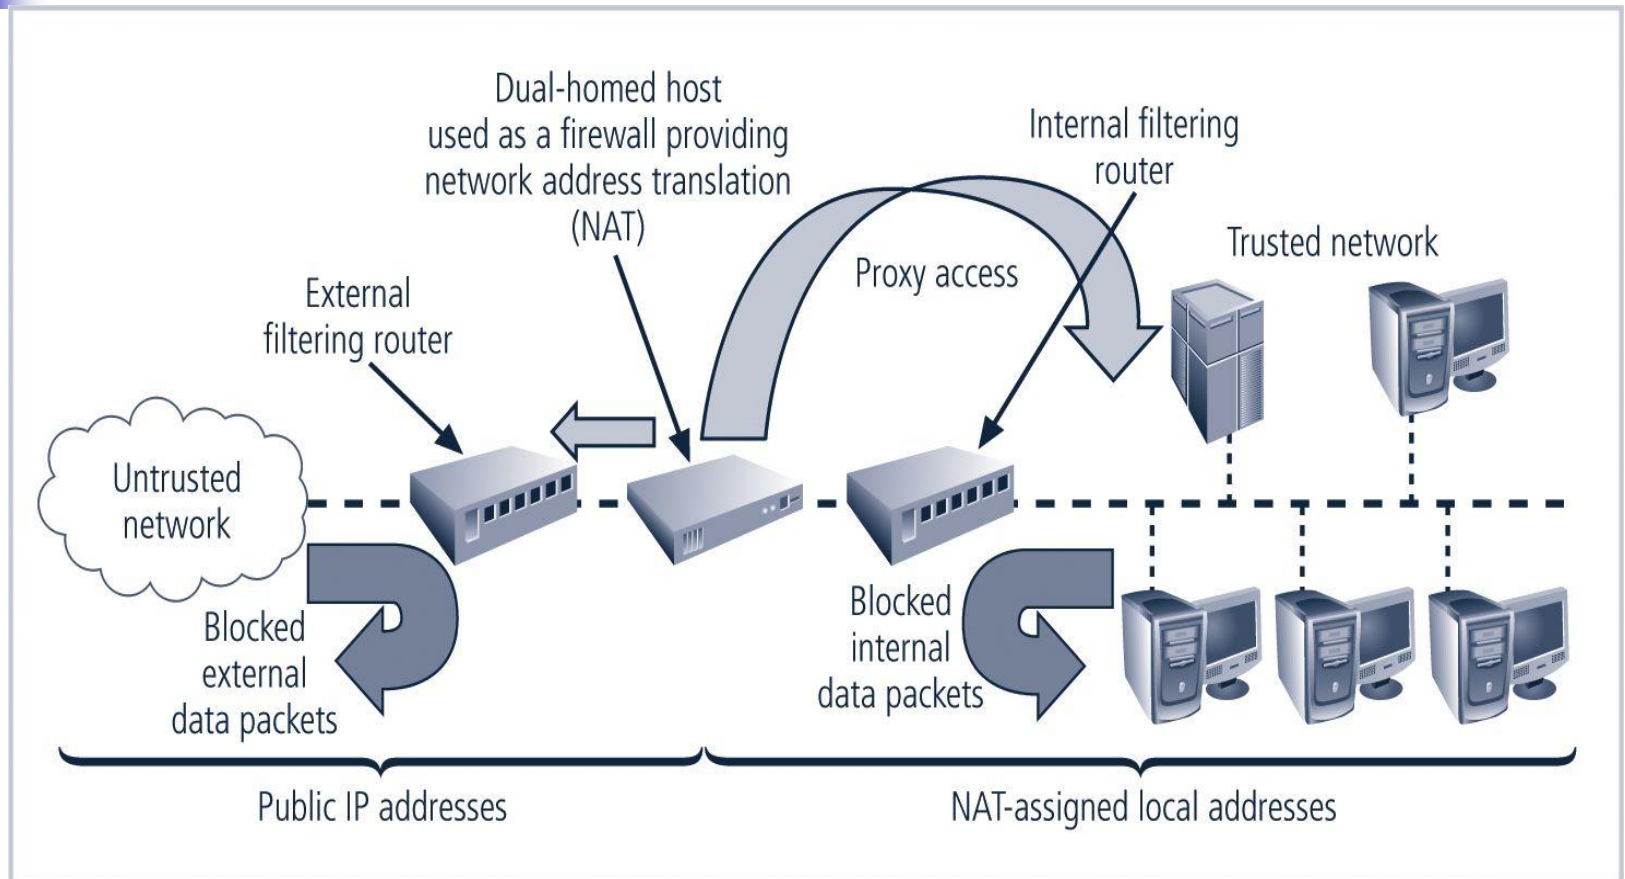 Dual-homed host
used as a firewall providing
network address translation
(NAT)
Internal filtering
router
Trusted network
Proxy access
External
filtering router
Untrusted
network
Blocked
external
data packets
Blocked
internal
data packets
Public IP addresses
NAT-assigned local addresses